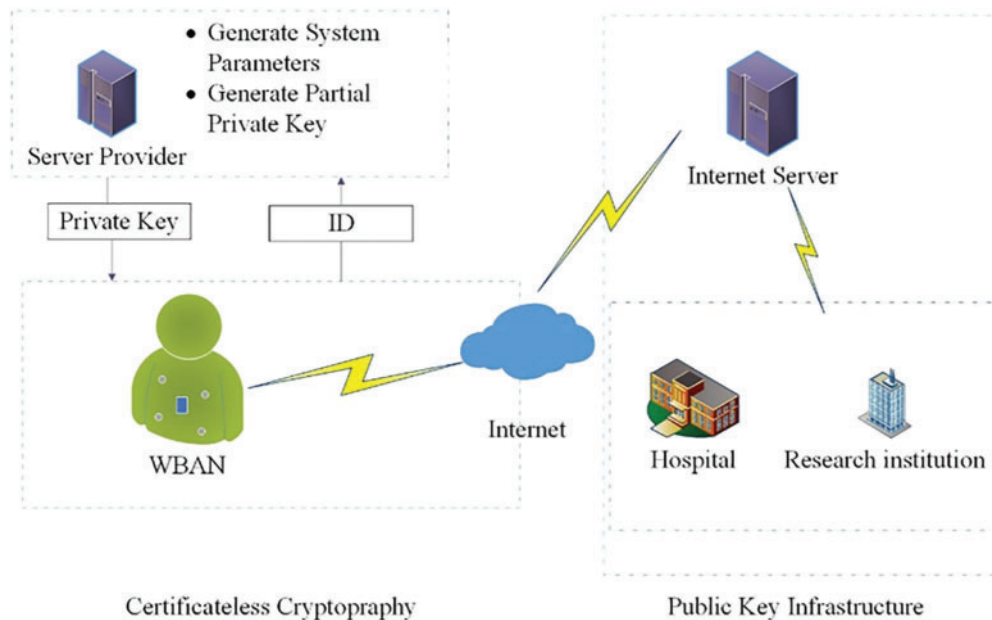 • Generate System
Parameters
• Generate Partial
Private Key
Server Provider
Private Key
ID
WBAN
Internet
Internet Server
Hospital
Research institution
Certificateless Cryptopraphy
Public Key Infrastructure